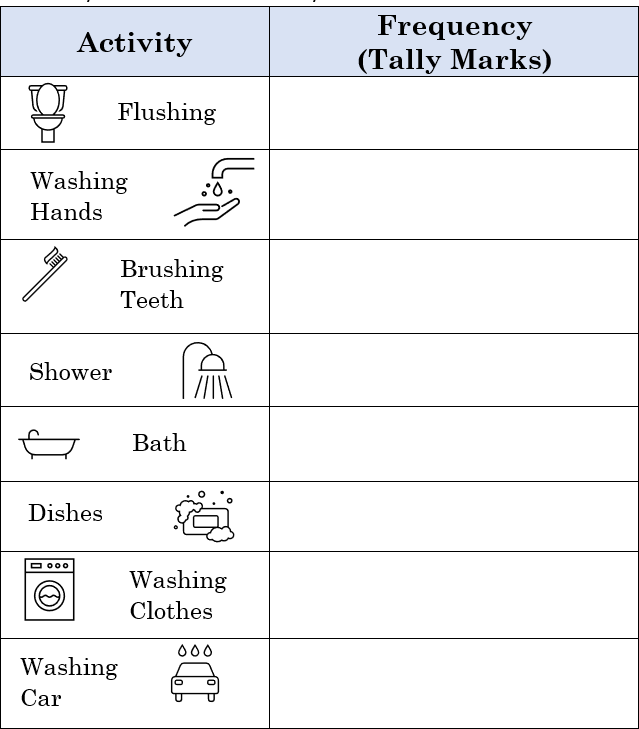 Activity
Frequency
(Tally Marks)
Flushing
Washing
Hands
Brushing
Teeth
Shower
Bath
Dishes
Washing
Clothes
Washing
Car